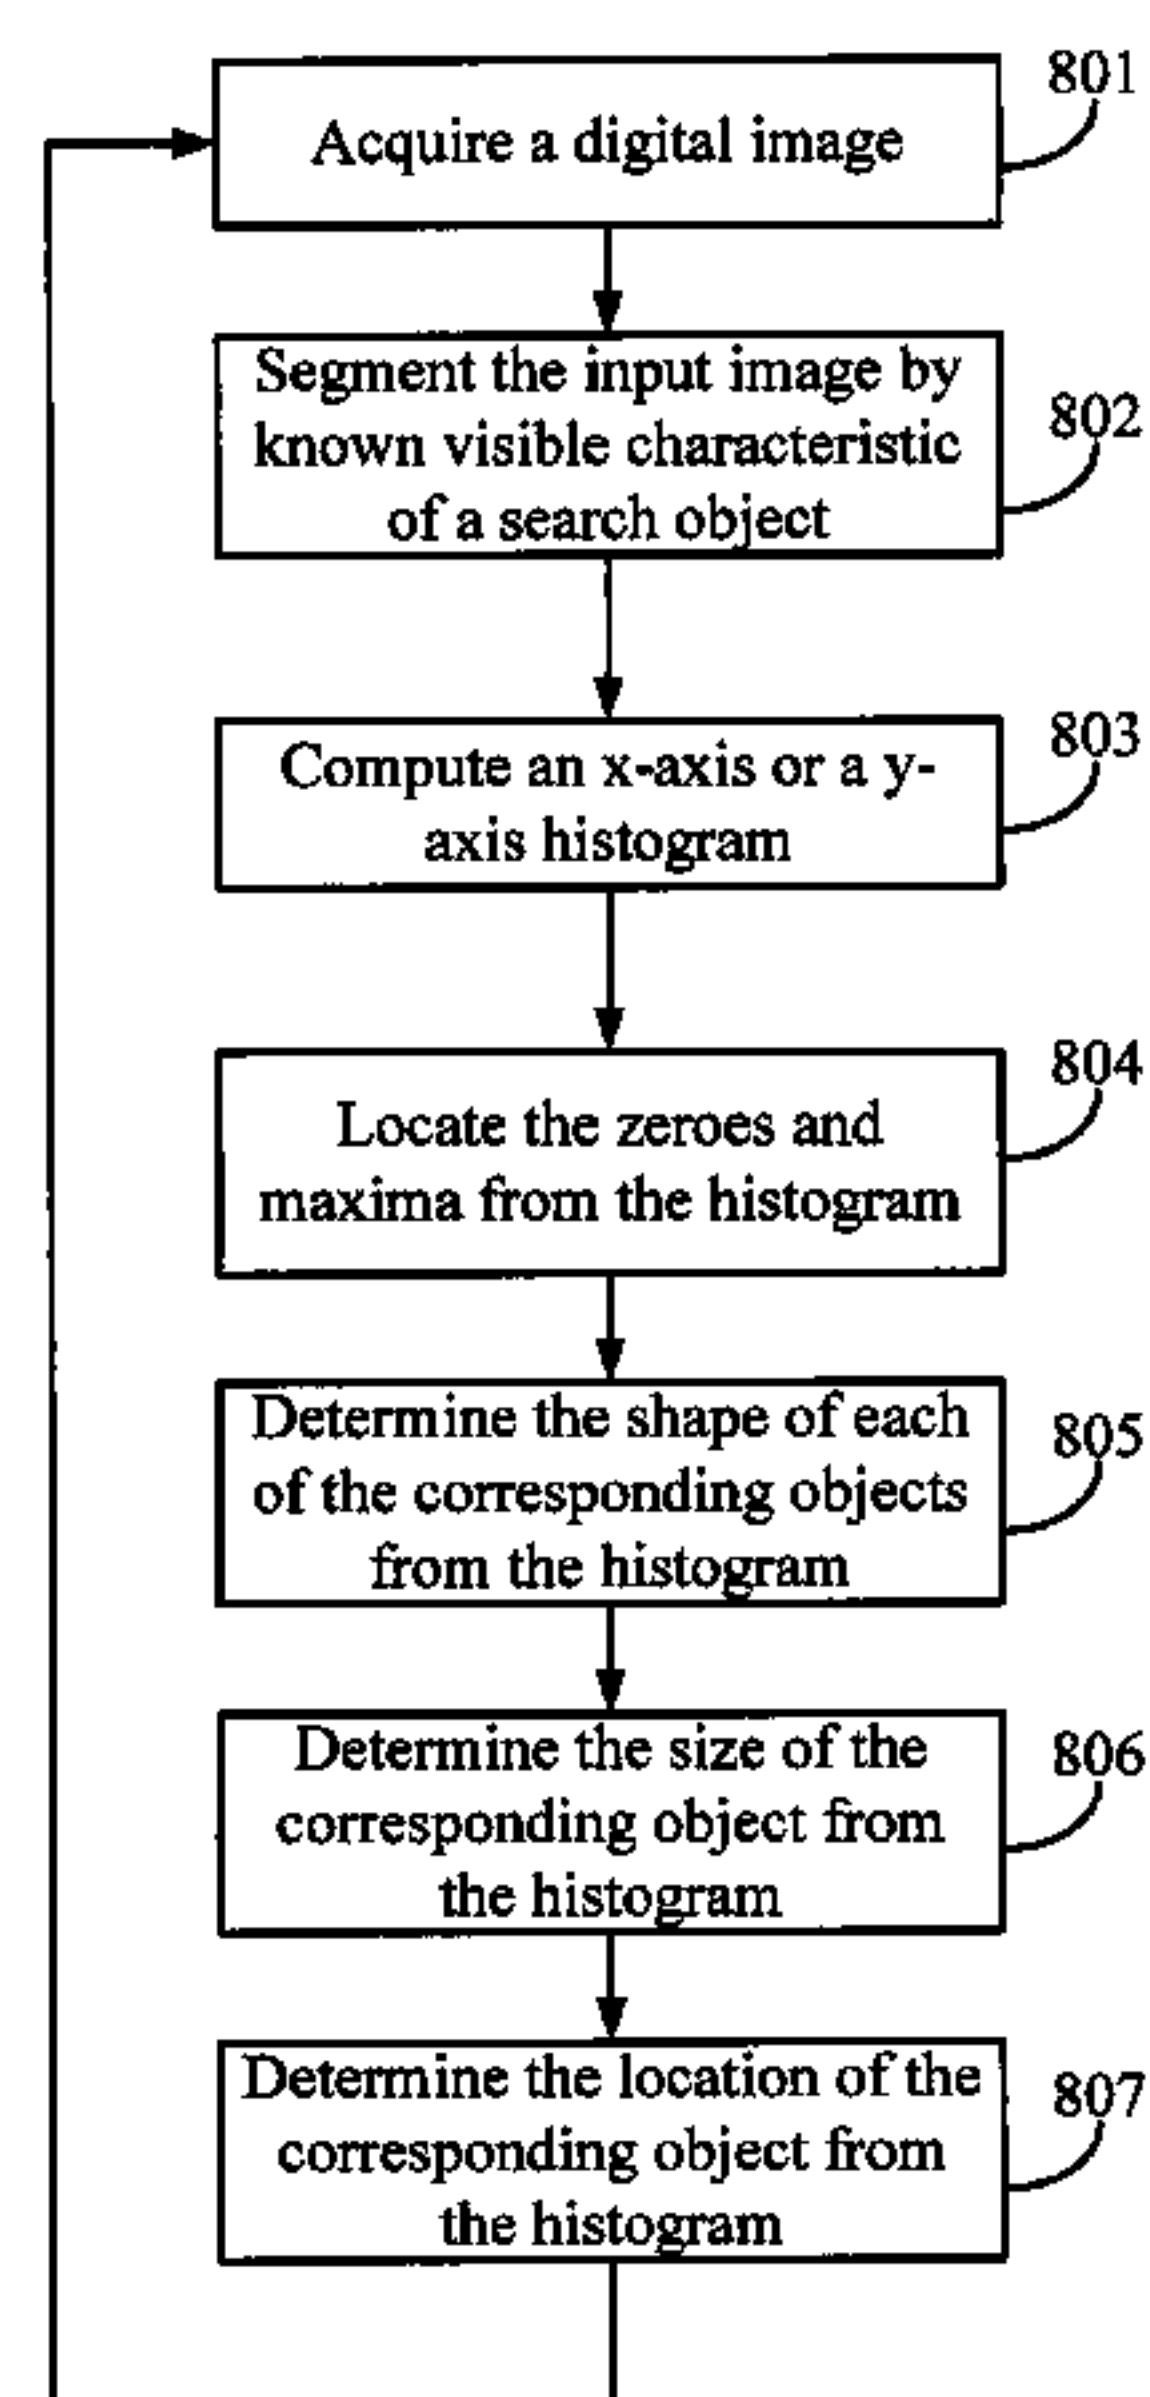 801
Acquire a digital image
Segment the input image by
known visible characteristic
of a search object
802
Compute an x-axis or a y-
axis histogram
803
Locate the zeroes and
maxima from the histogram
804
Determine the shape of each
of the corresponding objects
from the histogram
805
Determine the size of the
corresponding object from
the histogram
806
Determine the location of the
corresponding object from
the histogram
807